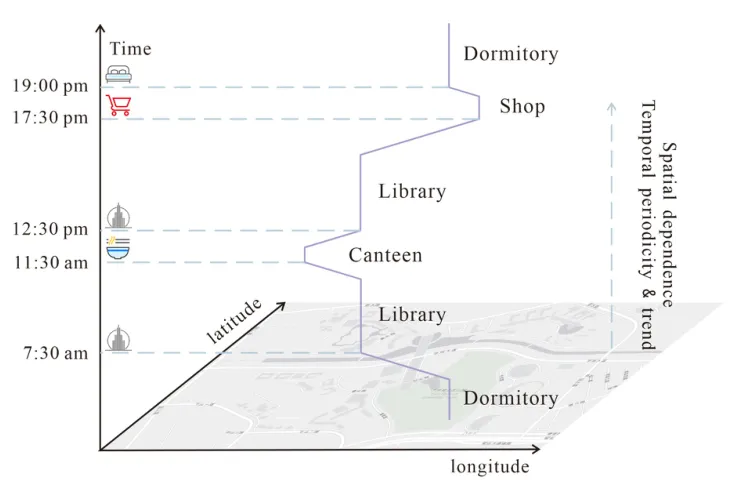 Time
Dormitory
19:00 pm
Shop
17:30 pm
Library
12:30 pm
Canteen
11:30 am
Library
latitude
7:30 am
Dormitory
longitude
Spatial dependence
Temporal periodicity & trend